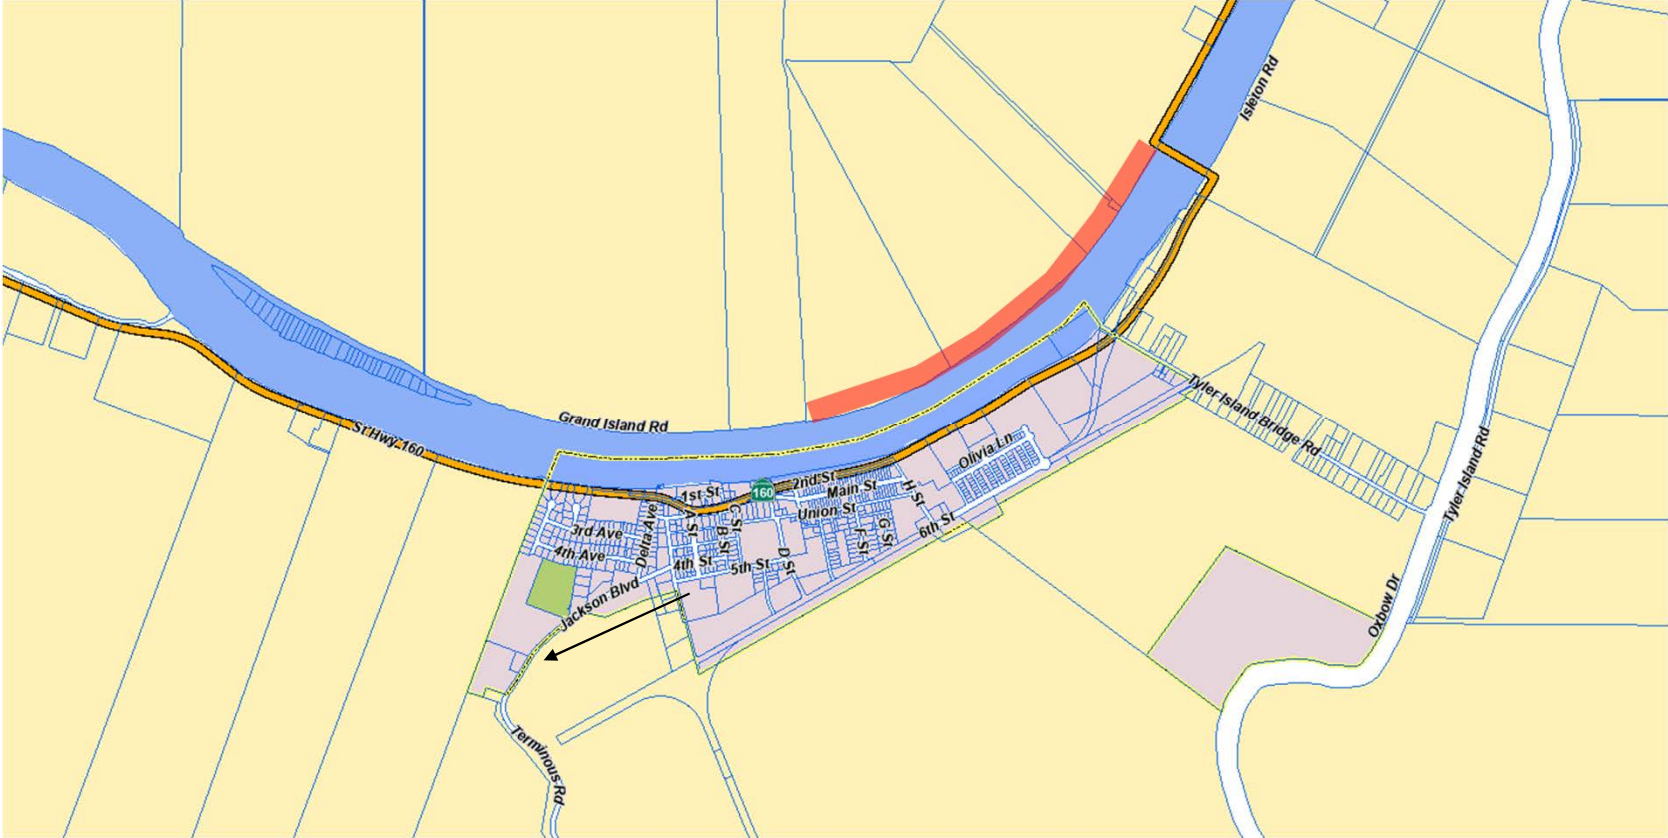 Isleton Rd
Grand Island Rd
St Hwy 160
Tyler Island Bridge Rd
Tyler Island Rd
Olivia Ln
2nd St
1st St
160
Main St
H St
Union St
A St
C St
B St
G St
F St
6th St
3rd Ave
Delta Ave
4th Ave
4th St
5th St
D St
Jackson Blvd
Oxbow Dr
Terminous Rd